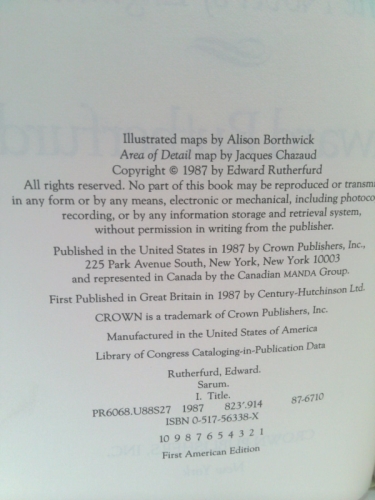 Illustrated maps by Alison Borthwick
Area of Detail map by Jacques Chazaud
Copyright © 1987 by Edward Rutherfurd
All rights reserved. No part of this book may be reproduced or transm
in any form or by any means, electronic or mechanical, including photoco
recording, or by any information storage and retrieval system,
without permission in writing from the publisher.
Published in the United States in 1987 by Crown Publishers, Inc.,
225 Park Avenue South, New York, New York 10003
and represented in Canada by the Canadian MANDA Group.
First Published in Great Britain in 1987 by Century-Hutchinson Ltd.
CROWN is a trademark of Crown Publishers, Inc.
Manufactured in the United States of America
Library of Congress Cataloging-in-Publication Data
Rutherfurd, Edward.
Sarum.
I. Title.
PR6068.U88S27 1987 823'.914 87-6710
ISBN 0-517-56338-X
10 9 8 7 6 5 4 3 2 1
First American Edition